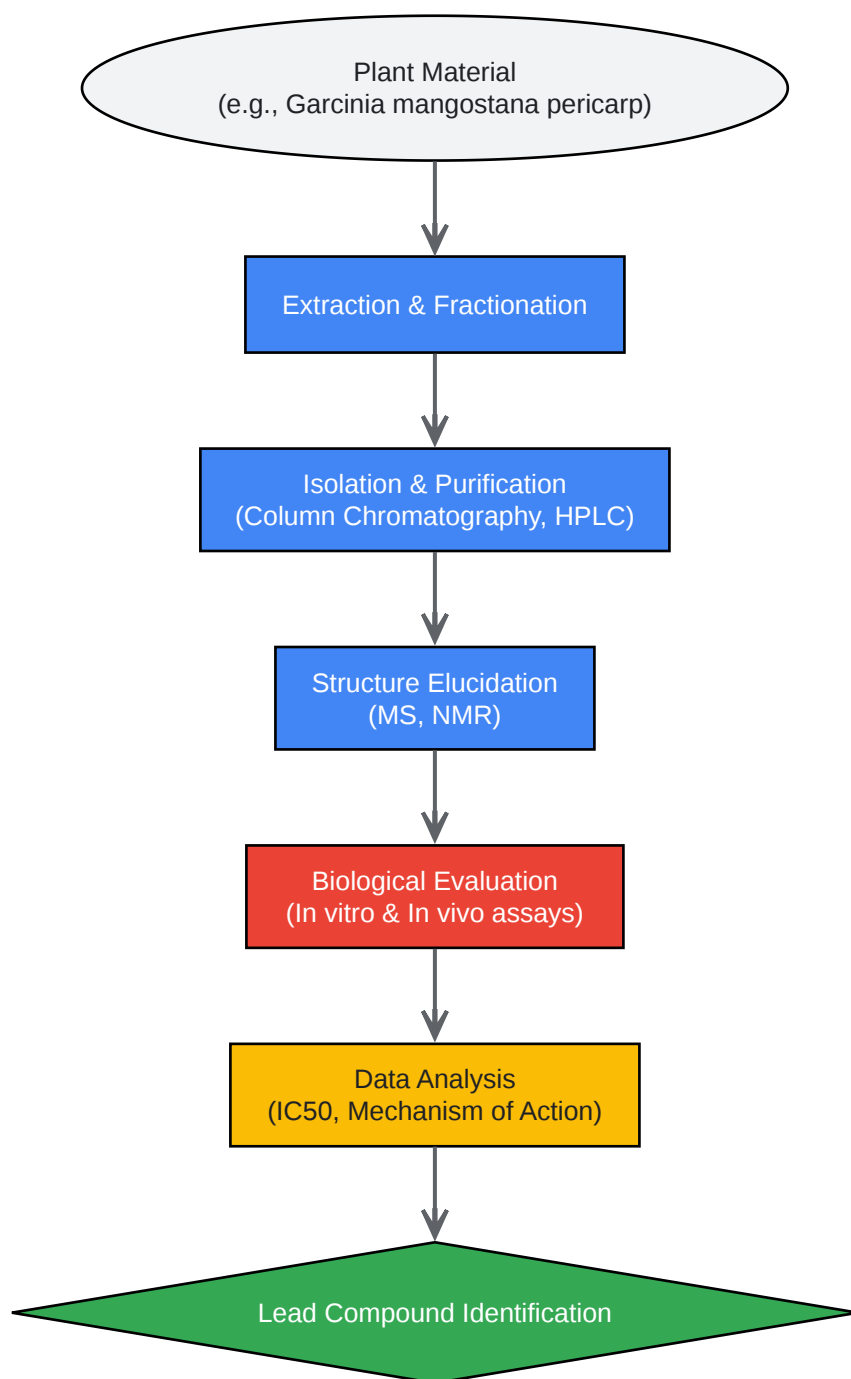 Plant Material
(e.g., Garcinia mangostana pericarp)
Extraction & Fractionation
Isolation & Purification
(Column Chromatography, HPLC)
Structure Elucidation
(MS, NMR)
Biological Evaluation
(In vitro & In vivo assays)
Data Analysis
(IC50, Mechanism of Action)
Lead Compound Identification